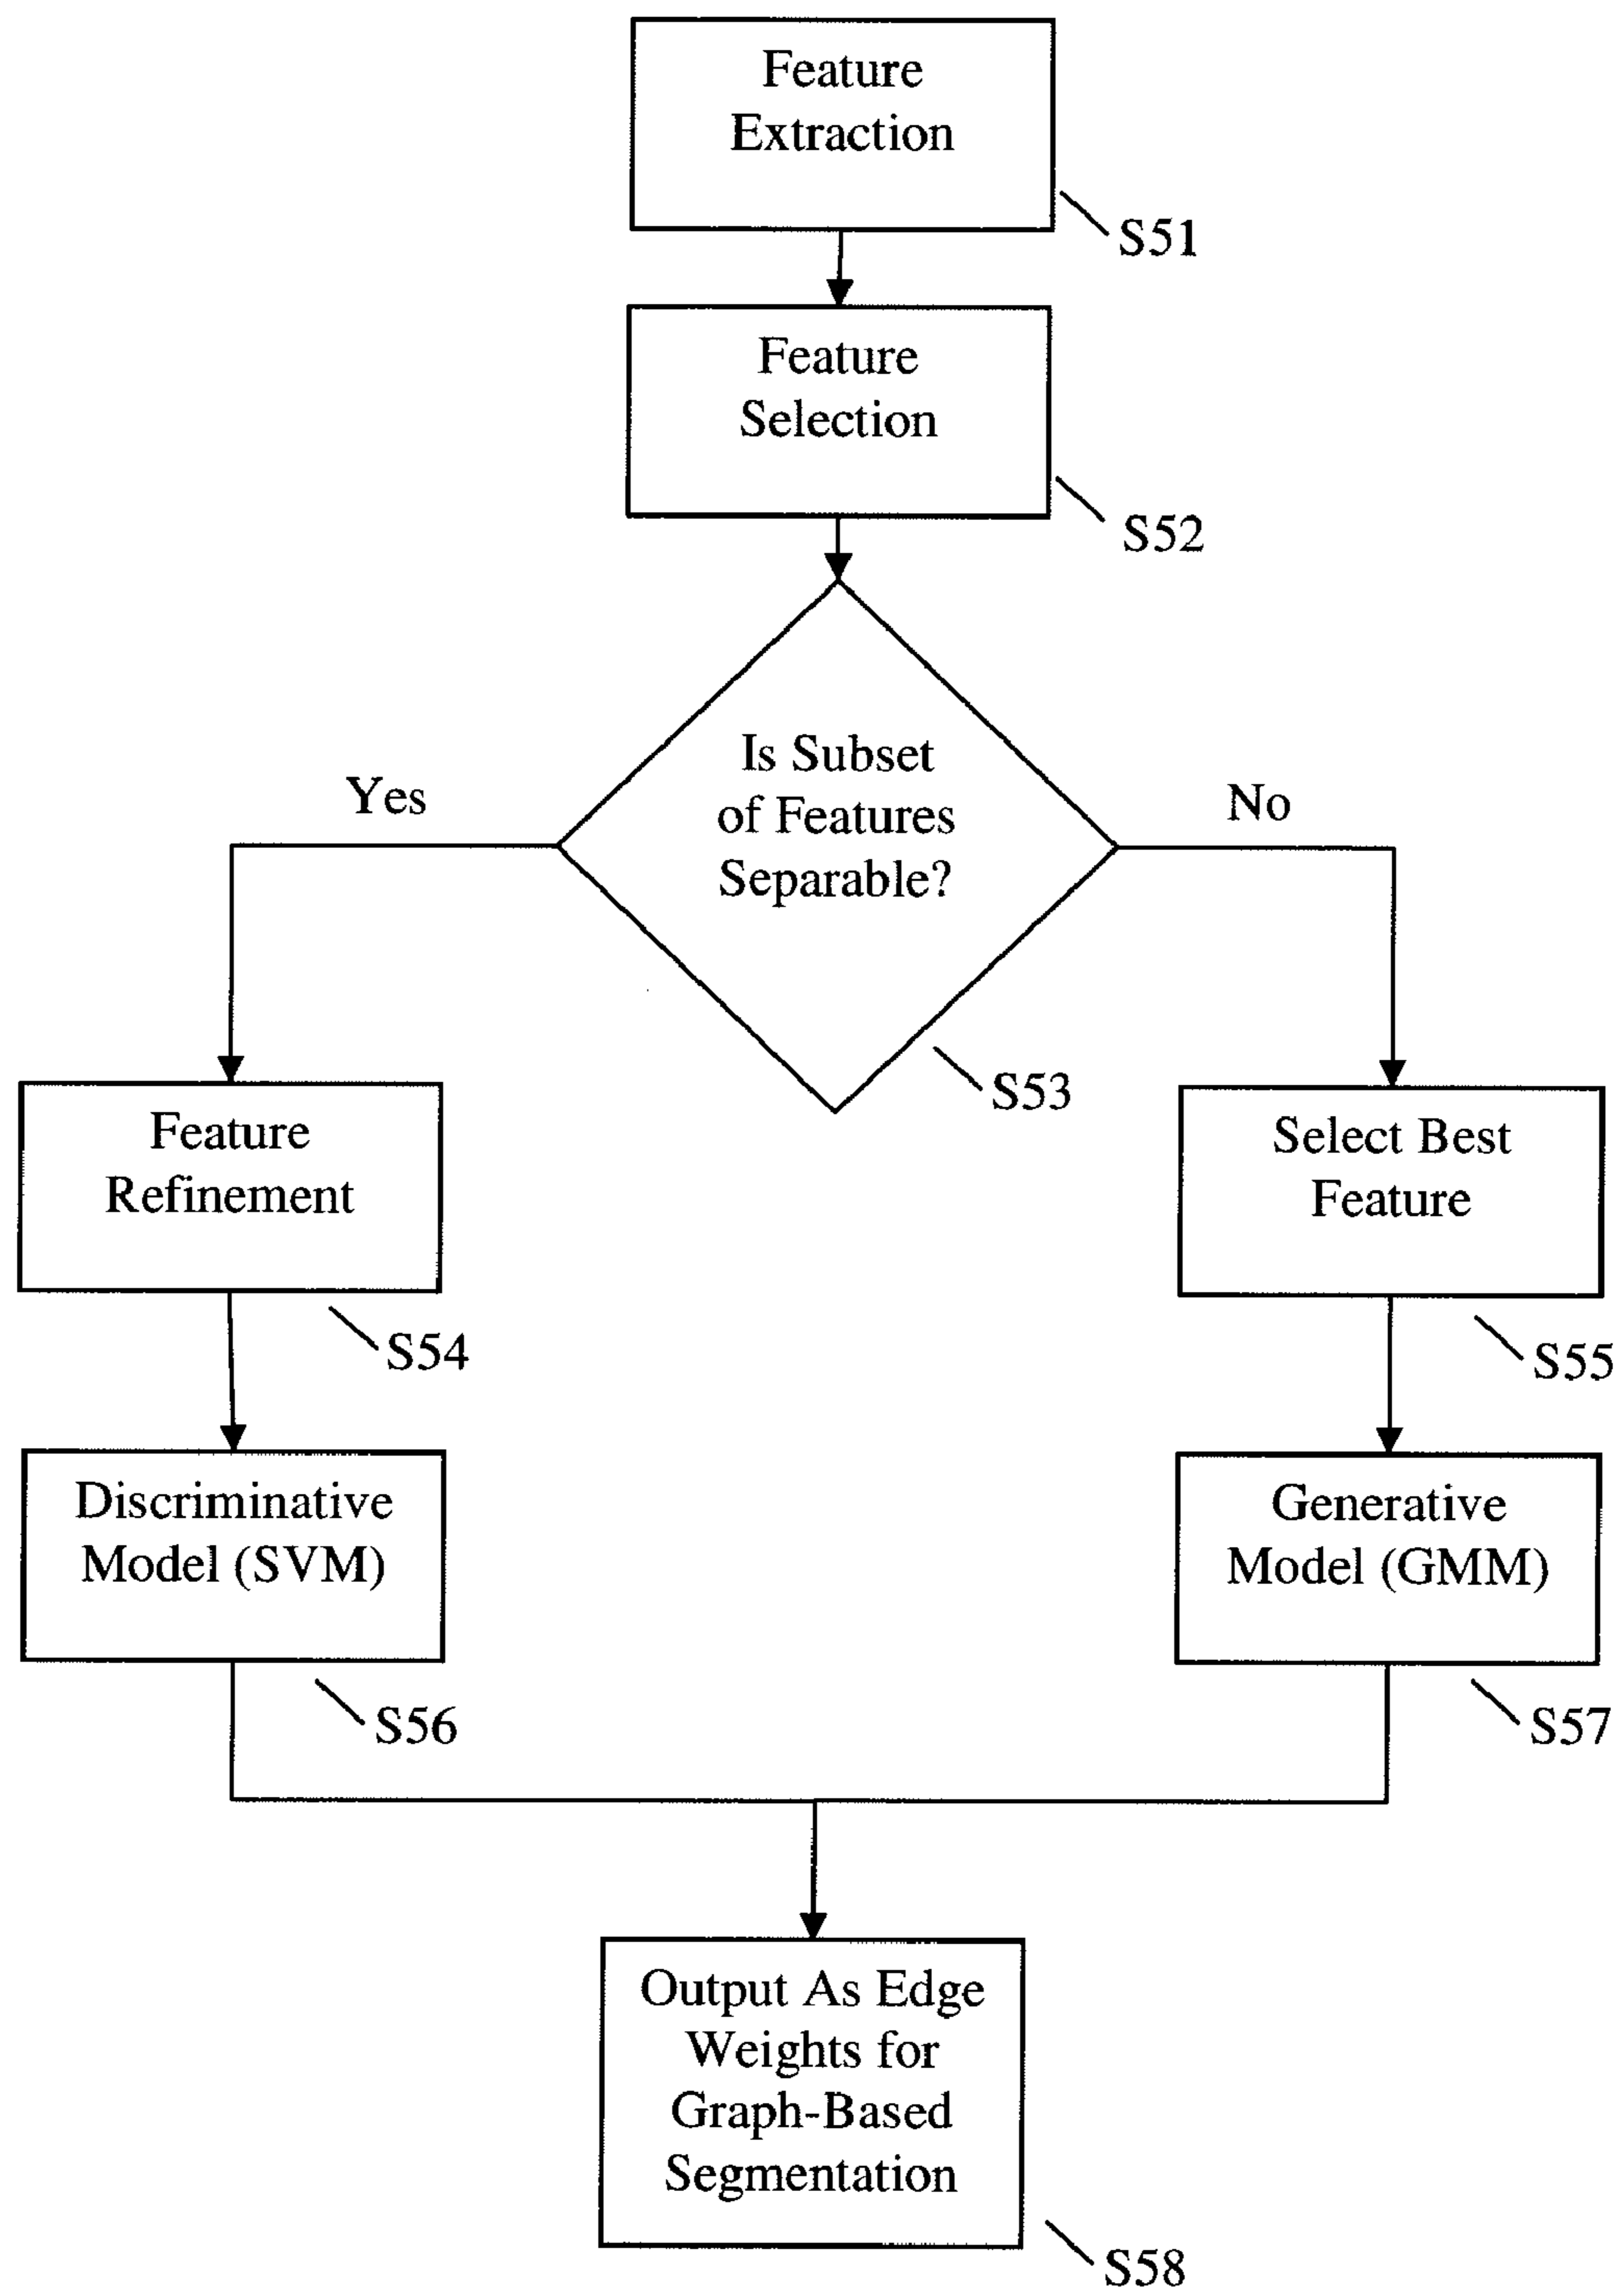 Feature
Extraction
S51
Feature
Selection
S52
Is Subset
of Features
Separable?
Yes
No
S53
Feature
Refinement
S54
Select Best
Feature
S55
Discriminative
Model (SVM)
S56
Generative
Model (GMM)
S57
Output As Edge
Weights for
Graph-Based
Segmentation
S58